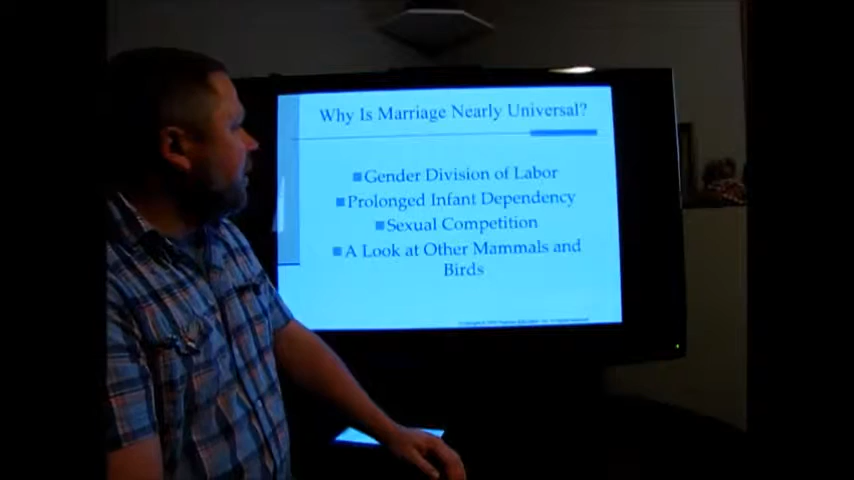 Why Is Marriage Nearly Universal?
Gender Division of Labor
Prolonged Infant Dependency
Sexual Competition
A Look at Other Mammals and
Birds